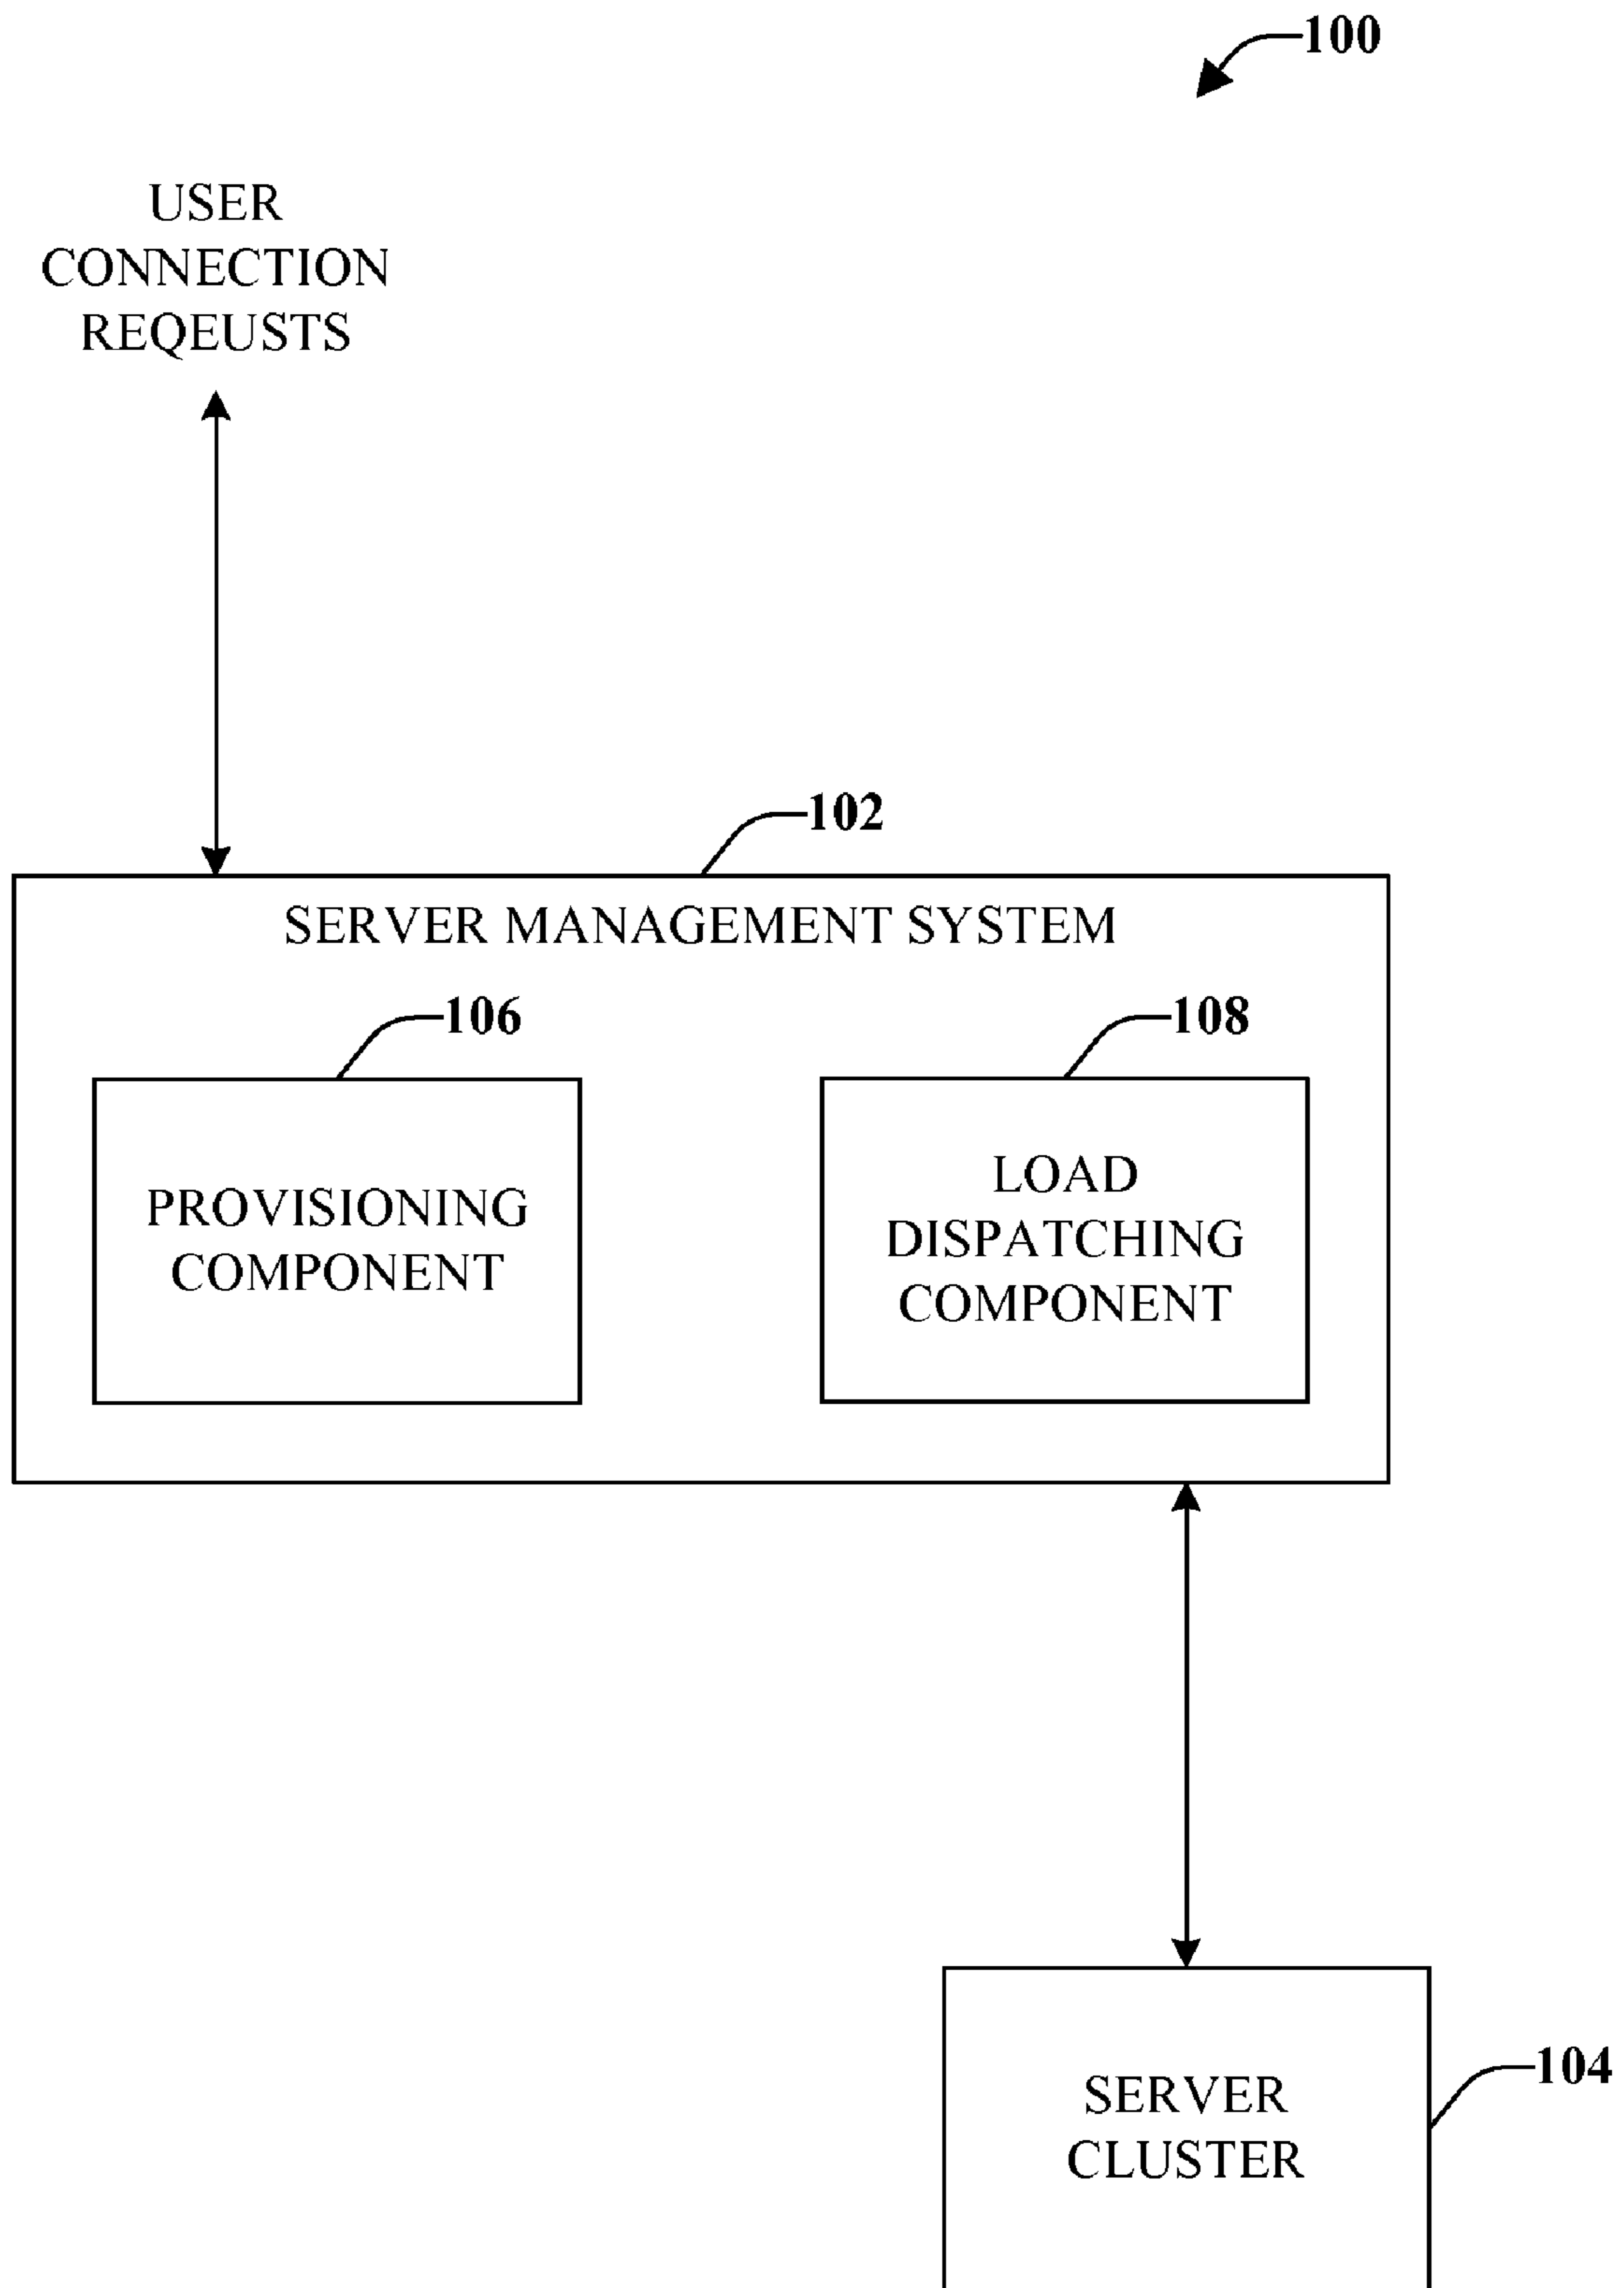 100
USER
CONNECTION
REQEUSTS
102
SERVER MANAGEMENT SYSTEM
106
108
PROVISIONING
COMPONENT
LOAD
DISPATCHING
COMPONENT
104
SERVER
CLUSTER